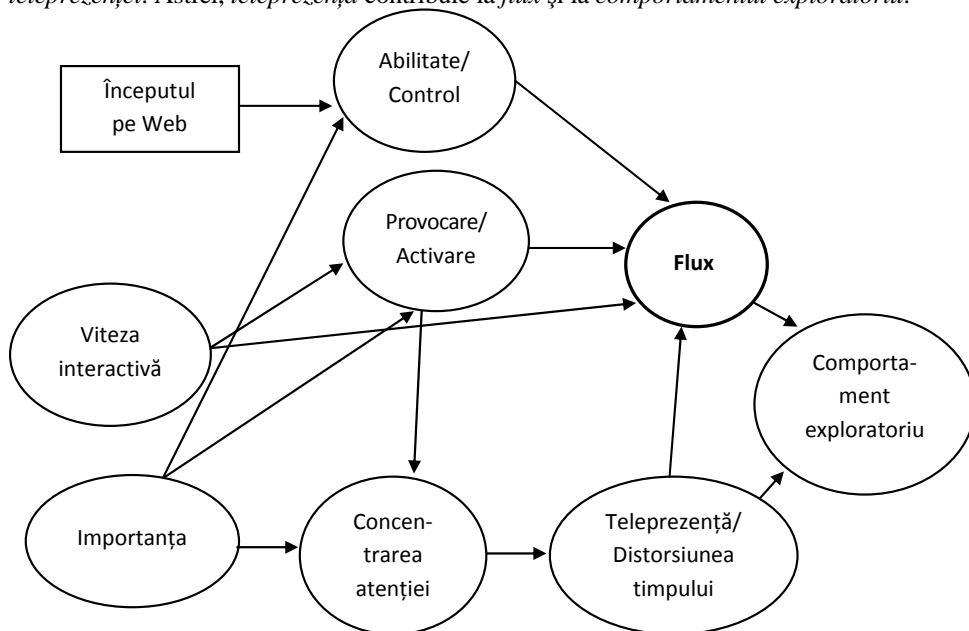 teleprezenței. Astfel, teleprezența contribuie la flux și la comportamentul exploratoriu.
Abilitate/
Control
Începutul
pe Web
Provocare/
Activare
Flux
Viteza
interactivă
Comporta-
ment
exploratoriu
Importanța
Concen-
trarea
atenției
Teleprezență/
Distorsiunea
timpului